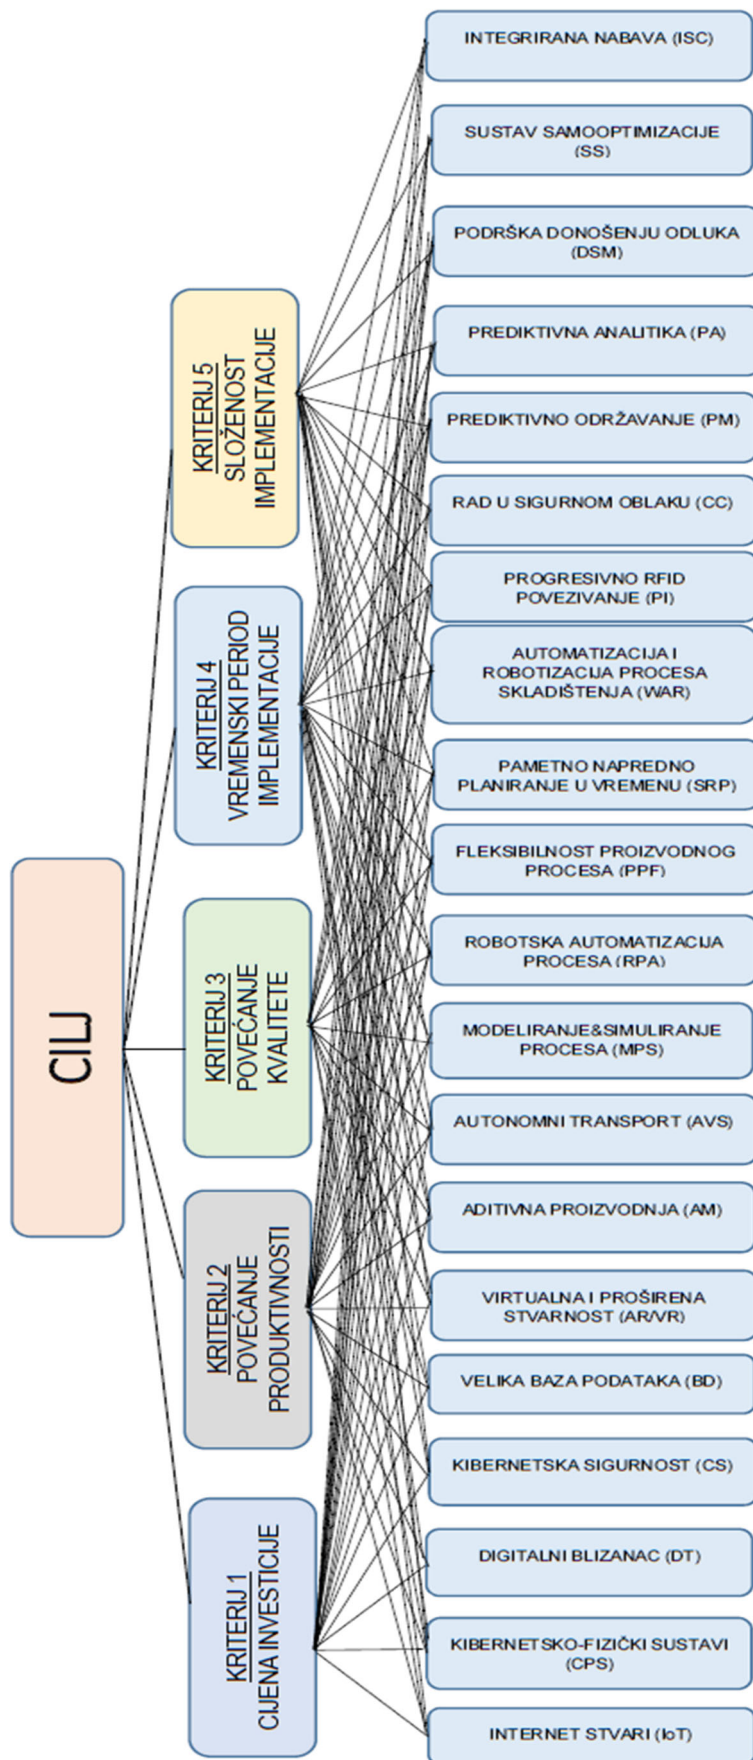 CILJ
KRITERIJ 1
CIJENA INVESTICIJE
KRITERIJ 2
POVEĆANJE
PRODUKTIVNOSTI
KRITERIJ 3
POVEĆANJE
KVALITETE
KRITERIJ 4
VREMENSKI PERIOD
IMPLEMENTACIJE
KRITERIJ 5
SLOŽENOST
IMPLEMENTACIJE
INTEGRIRANA NABAVA (ISC)
SUSTAV SAMOOPTIMIZACIJE
(SS)
PODRŠKA DONOŠENJU ODLUKA
(DSM)
PREDIKTIVNA ANALITIKA (PA)
PREDIKTIVNO ODRŽAVANJE (PM)
RAD U SIGURNOM OBLAKU (CC)
PROGRESIVNO RFID
POVEZIVANJE (PI)
AUTOMATIZACIJA I
ROBOTIZACIJA PROCESA
SKLADIŠTENJA (WAR)
PAMETNO NAPREDNO
PLANIRANJE U VREMENU (SRP)
FLEKSIBILNOST PROIZVODNOG
PROCESA (PPF)
ROBOTSKA AUTOMATIZACIJA
PROCESA (RPA)
MODELIRANJE&SIMULIRANJE
PROCESA (MPS)
AUTONOMNI TRANSPORT (AVS)
ADITIVNA PROIZVODNJA (AM)
VIRTUALNA I PROŠIRENA
STVARNOST (AR/VR)
VELIKA BAZA PODATAKA (BD)
KIBERNETSKA SIGURNOST (CS)
DIGITALNI BLIZANAC (DT)
KIBERNETSKO-FIZIČKI SUSTAVI
(CPS)
INTERNET STVARI (IoT)